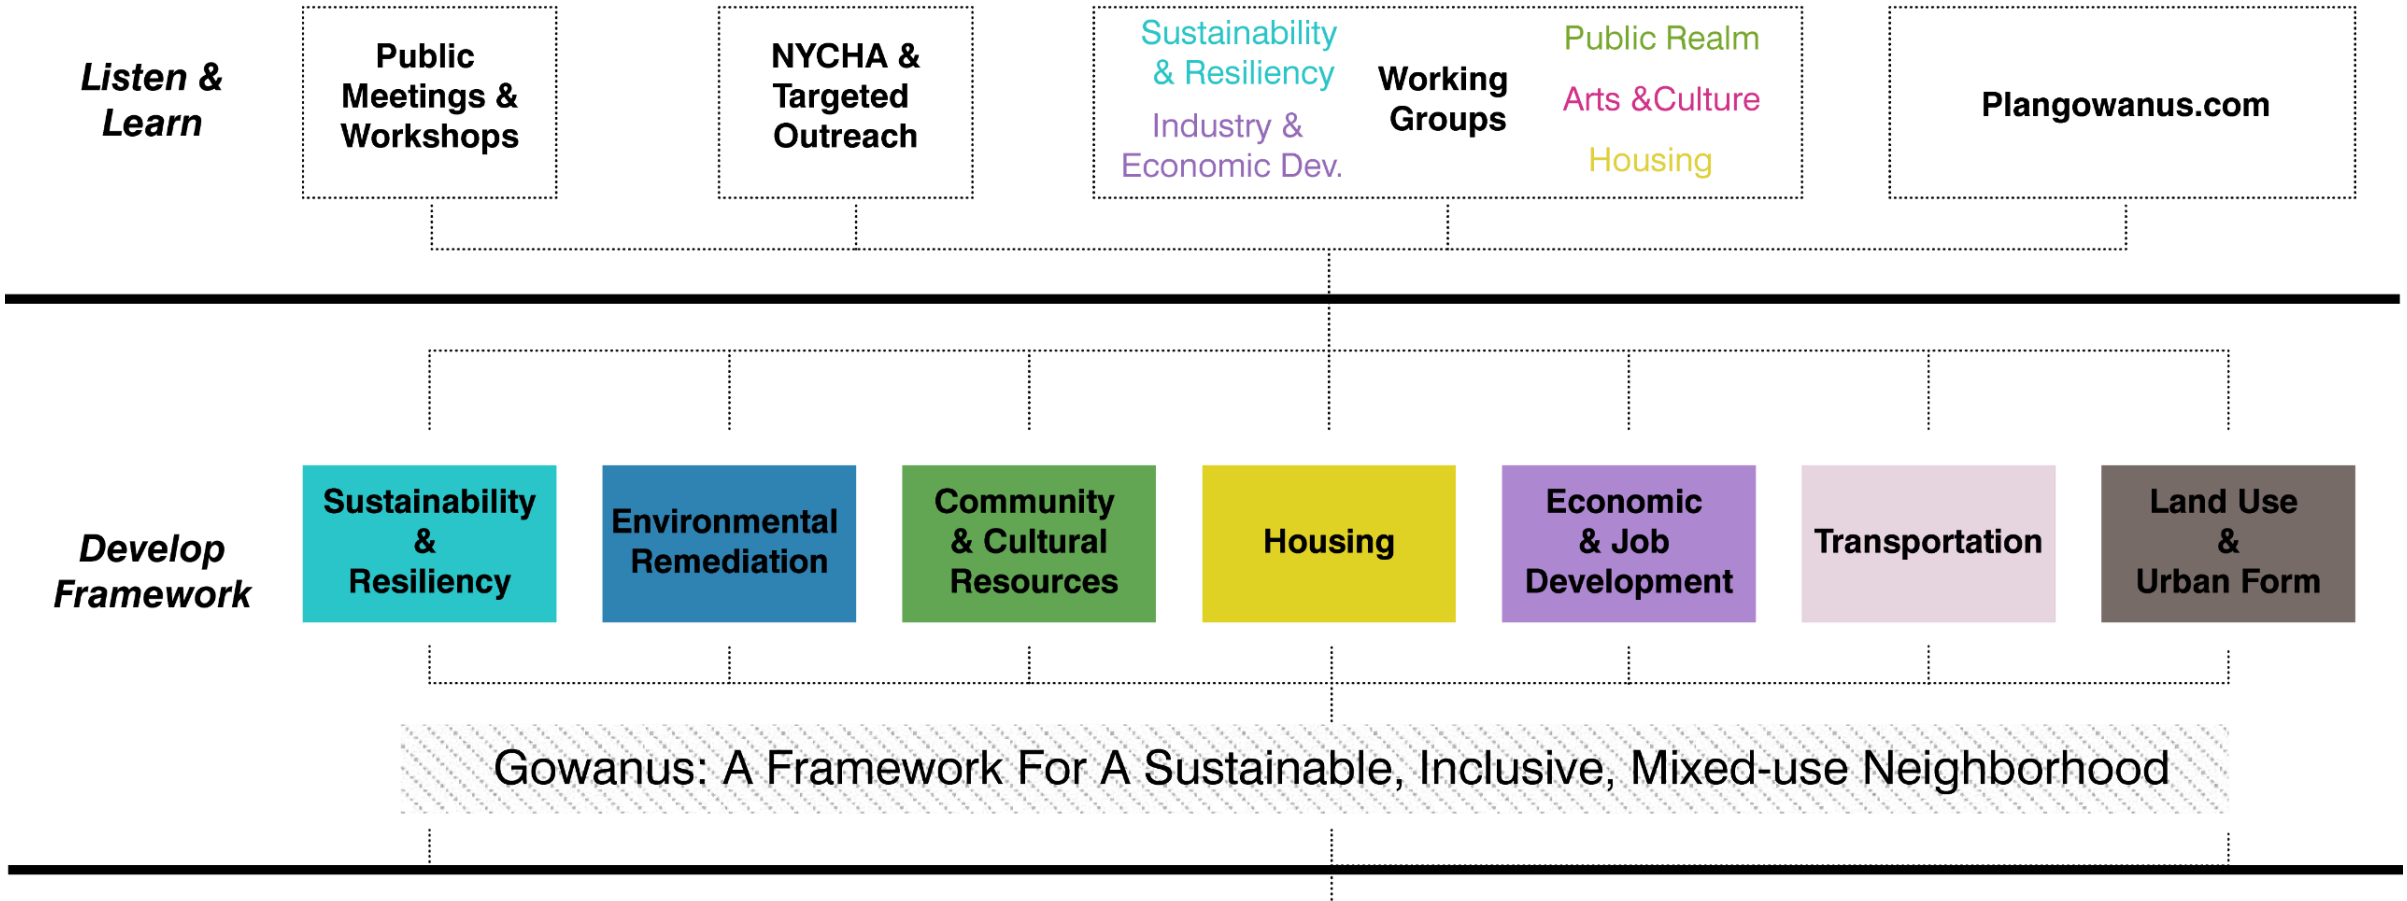 Listen &
Learn
Public
Meetings &
Workshops
NYCHA &
Targeted
Outreach
Sustainability
& Resiliency
Industry &
Economic Dev.
Working
Groups
Public Realm
Arts &Culture
Housing
Plangowanus.com
Develop
Framework
Sustainability
&
Resiliency
Environmental
Remediation
Community
& Cultural
Resources
Housing
Economic
& Job
Development
Transportation
Land Use
&
Urban Form
Gowanus: A Framework For A Sustainable, Inclusive, Mixed-use Neighborhood